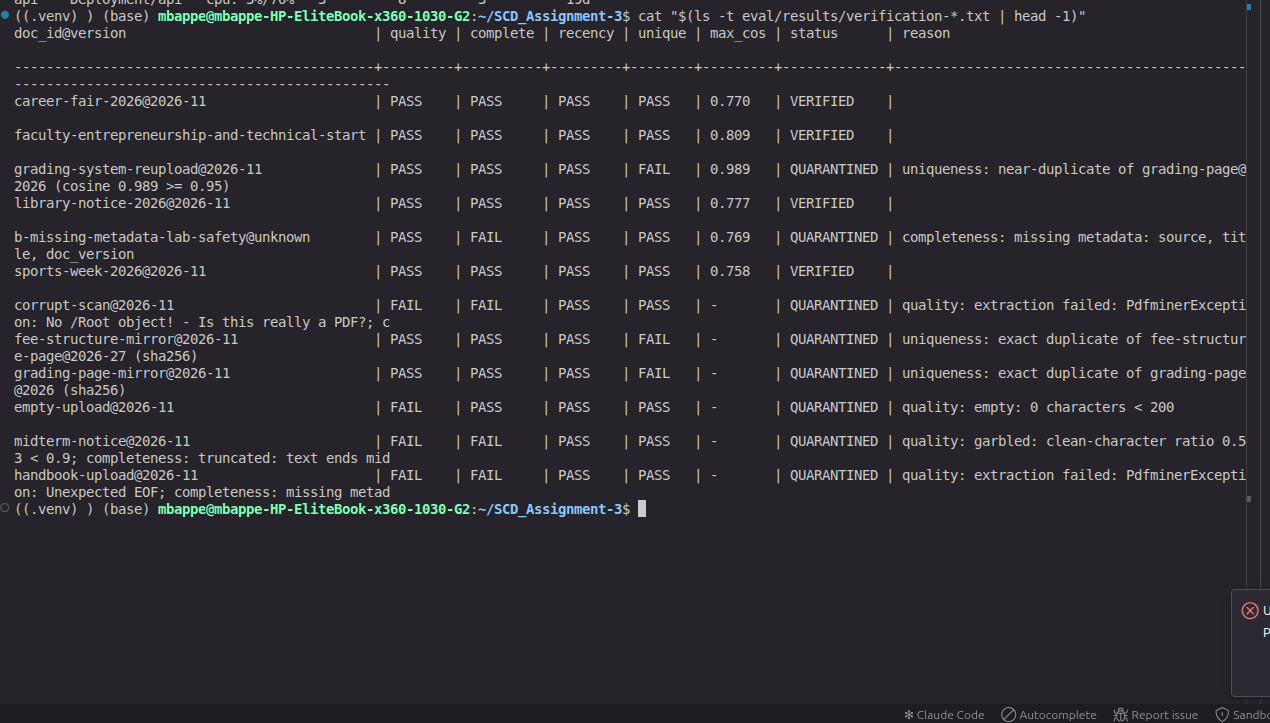 api Deployment/api cpu: 3%/70% 3 8 3 19d
((.venv) ) (base) mbappe@mbappe-HP-EliteBook-x360-1030-G2:~/SCD_Assignment-3$ cat "$(ls -t eval/results/verification-*.txt | head -1)"
doc_id@version | quality | complete | recency | unique | max_cos | status | reason
---------------------------------------------+---------+----------+---------+--------+---------+-------------+--------------------------------------------
-----------------------------------------------
career-fair-2026@2026-11 | PASS | PASS | PASS | PASS | 0.770 | VERIFIED |
faculty-entrepreneurship-and-technical-start | PASS | PASS | PASS | PASS | 0.809 | VERIFIED |
grading-system-reupload@2026-11 | PASS | PASS | PASS | FAIL | 0.989 | QUARANTINED | uniqueness: near-duplicate of grading-page@
2026 (cosine 0.989 >= 0.95)
library-notice-2026@2026-11 | PASS | PASS | PASS | PASS | 0.777 | VERIFIED |
b-missing-metadata-lab-safety@unknown | PASS | FAIL | PASS | PASS | 0.769 | QUARANTINED | completeness: missing metadata: source, tit
le, doc_version
sports-week-2026@2026-11 | PASS | PASS | PASS | PASS | 0.758 | VERIFIED |
corrupt-scan@2026-11 | FAIL | FAIL | PASS | PASS | - | QUARANTINED | quality: extraction failed: PdfminerExcepti
on: No /Root object! - Is this really a PDF?; c
fee-structure-mirror@2026-11 | PASS | PASS | PASS | FAIL | - | QUARANTINED | uniqueness: exact duplicate of fee-structur
e-page@2026-27 (sha256)
grading-page-mirror@2026-11 | PASS | PASS | PASS | FAIL | - | QUARANTINED | uniqueness: exact duplicate of grading-page
@2026 (sha256)
empty-upload@2026-11 | FAIL | PASS | PASS | PASS | - | QUARANTINED | quality: empty: 0 characters < 200
midterm-notice@2026-11 | FAIL | FAIL | PASS | PASS | - | QUARANTINED | quality: garbled: clean-character ratio 0.5
3 < 0.9; completeness: truncated: text ends mid
handbook-upload@2026-11 | FAIL | FAIL | PASS | PASS | - | QUARANTINED | quality: extraction failed: PdfminerExcepti
on: Unexpected EOF; completeness: missing metad
((.venv) ) (base) mbappe@mbappe-HP-EliteBook-x360-1030-G2:~/SCD_Assignment-3$
U
P
Claude Code Autocomplete Report issue Sandbo